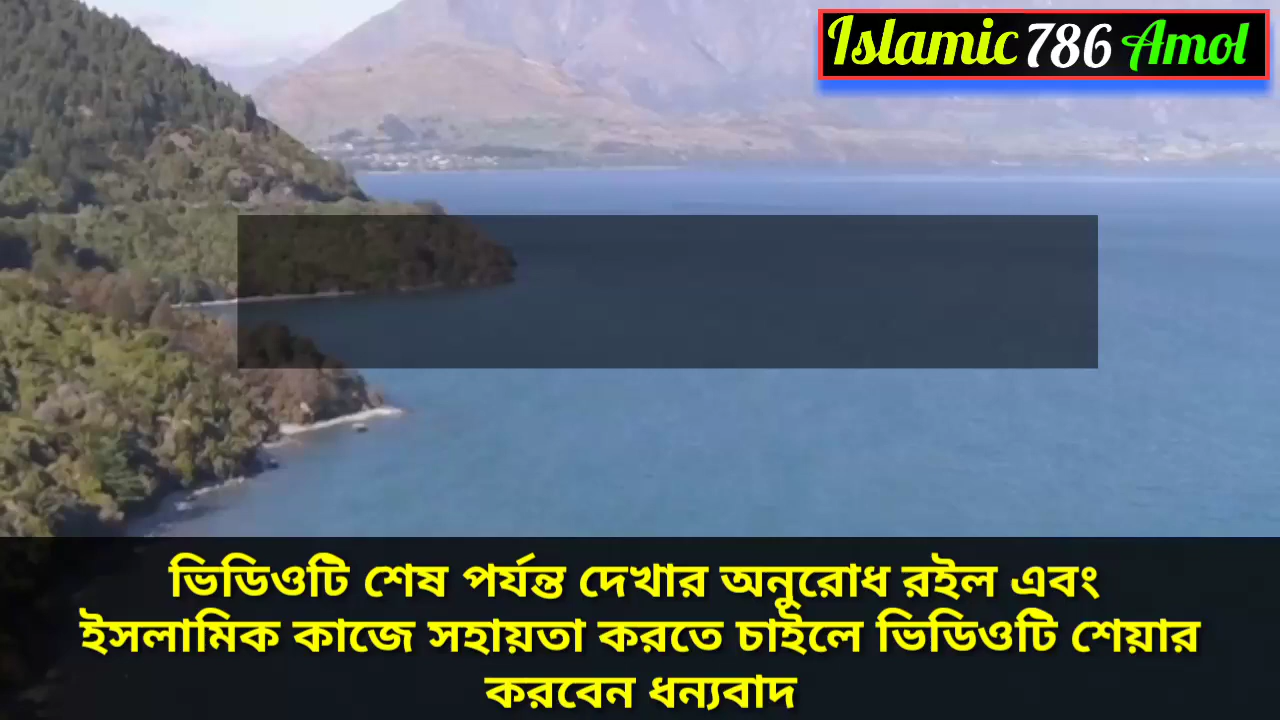 Islamic 786 Amol
ভিডিওটি শেষ পর্যন্ত দেখার অনুরোধ রইল এবং
ইসলামিক কাজে সহায়তা করতে চাইলে ভিডিওটি শেয়ার
করবেন ধন্যবাদ